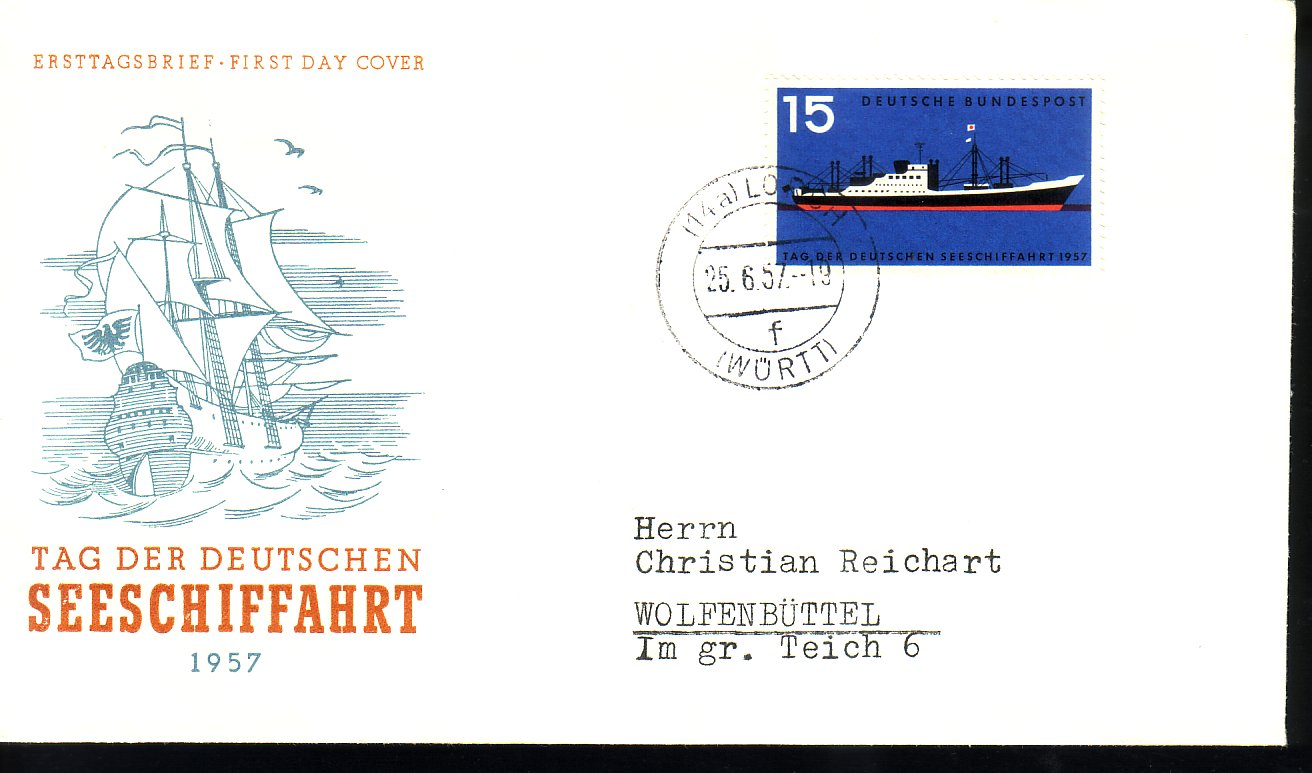 ERSTTAGSBRIEF · FIRST DAY COVER
15 DEUTSCHE BUNDESPOST
TAG DER DEUTSCHEN SEESCHIFFAHRT 1957
(14a)
25. 6. 57.-19
f
(WÜRTT)
TAG DER DEUTSCHEN
SEESCHIFFAHRT
1957
Herrn
Christian Reichart
WOLFENBÜTTEL
Im gr. Teich 6